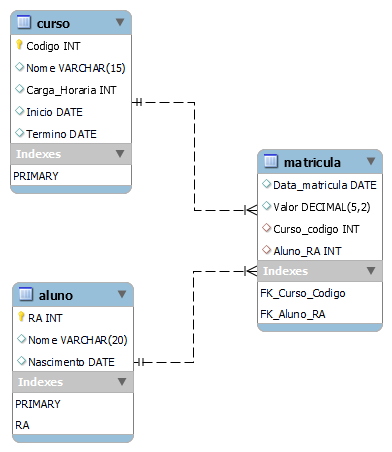 curso
Codigo INT
Nome VARCHAR(15)
Carga_Horaria INT
Inicio DATE
Termino DATE
Indexes
PRIMARY
matricula
Data_matricula DATE
Valor DECIMAL(5,2)
Curso_codigo INT
Aluno_RA INT
Indexes
FK_Curso_Codigo
FK_Aluno_RA
aluno
RA INT
Nome VARCHAR(20)
Nascimento DATE
Indexes
PRIMARY
RA